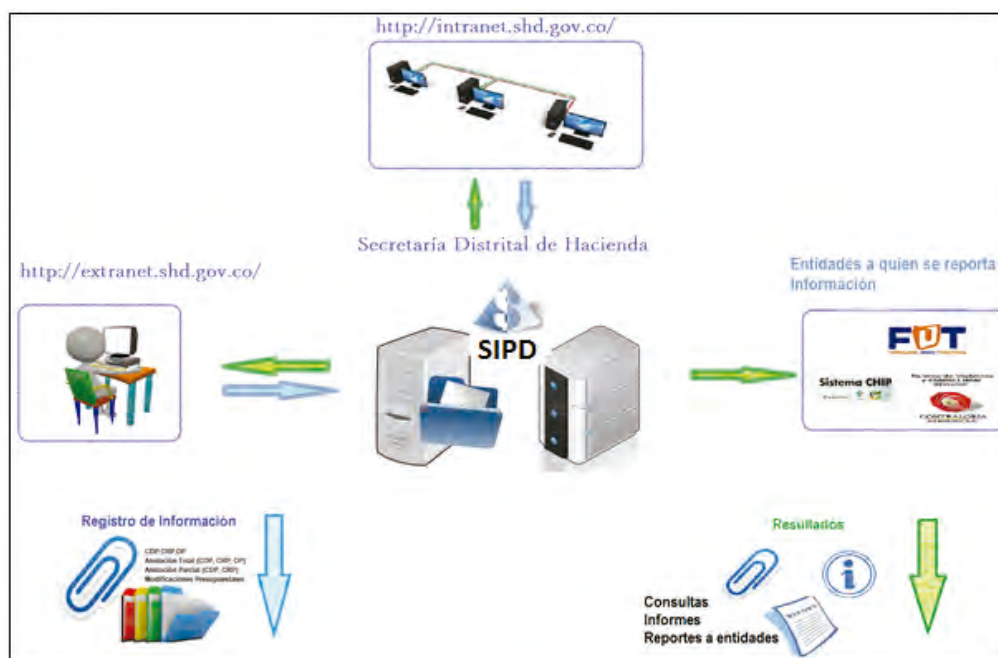 http://intranet.shd.gov.co/
Secretaría Distrital de Hacienda
http://extranet.shd.gov.co/
Entidades a quien se reporta
Información
SIPD
FUT
Sistema CHIP
CONTRALORÍA
Registro de Información
CDP, CRP, OP
Anulación Total (CDP, CRP, OP)
Anulación Parcial (CDP, CRP)
Modificaciones Presupuestales
Resultados
Consultas
Informes
Reportes a entidades